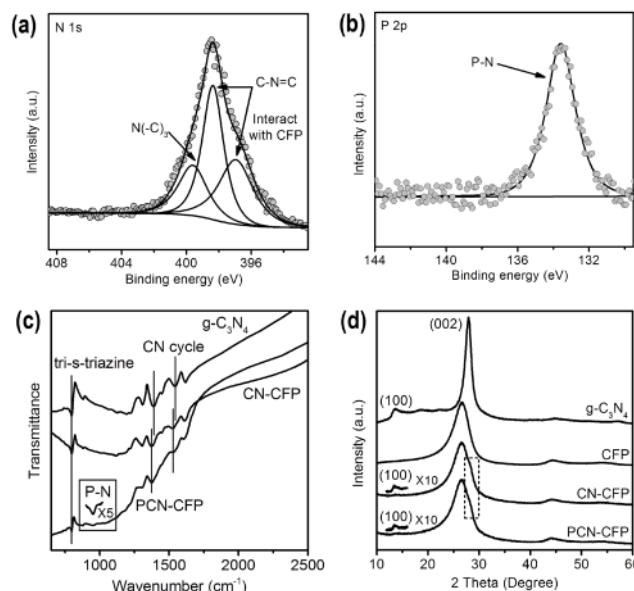 (a) N 1s
C-N=C
N(-C)₃
Interact
with CFP
Intensity (a.u.)
408 404 400 396
Binding energy (eV)
(b) P 2p
P-N
Intensity (a.u.)
144 140 136 132
Binding energy (eV)
(c)
g-C₃N₄
CN cycle
tri-s-triazine
CN-CFP
P-N
X5
PCN-CFP
Transmittance
1000 1500 2000 2500
Wavenumber (cm⁻¹)
(d)
(002)
(100)
g-C₃N₄
CFP
(100) X10
CN-CFP
(100) X10
PCN-CFP
Intensity (a.u.)
10 20 30 40 50 60
2 Theta (Degree)